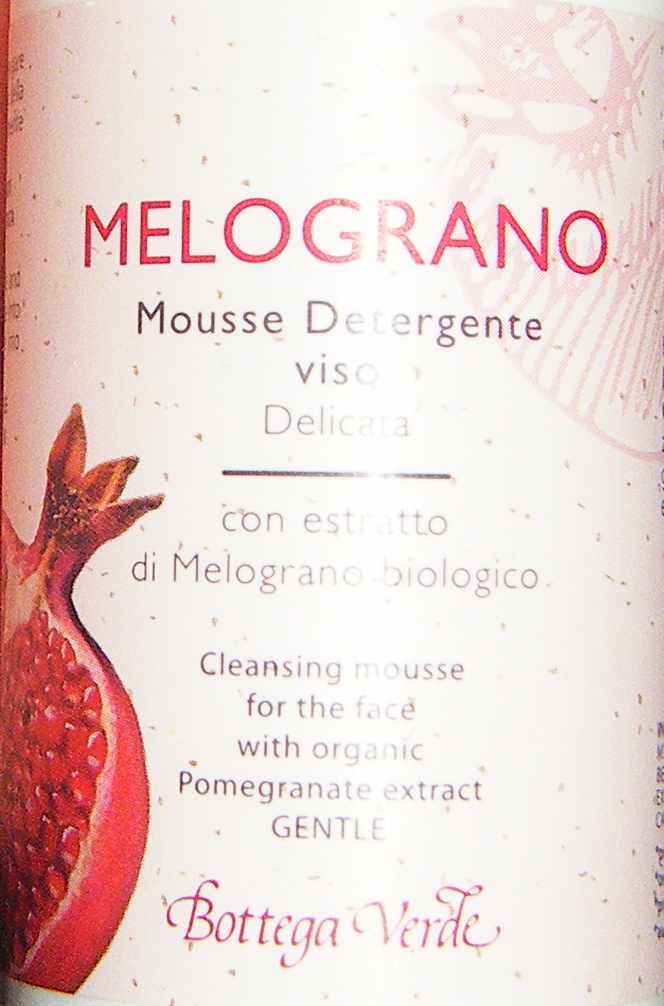 MELOGRANO
Mousse Detergente
viso
Delicata
con estratto
di Melograno biologico
Cleansing mousse
for the face
with organic
Pomegranate extract
GENTLE
Bottega Verde